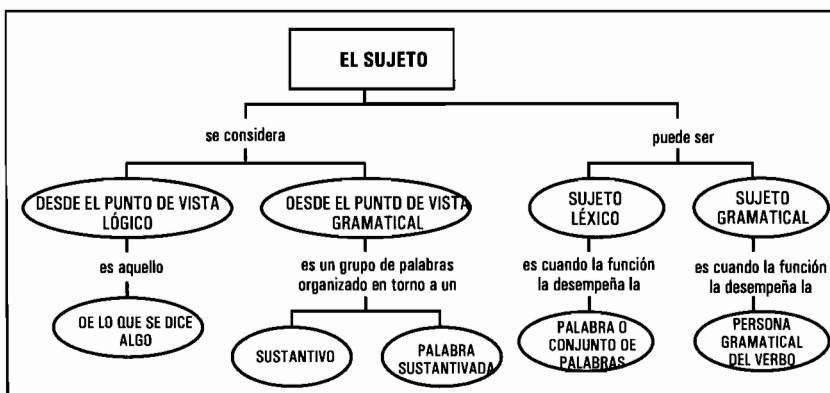 EL SUJETO
se considera
puede ser
DESDE EL PUNTO DE VISTA
LÓGICO
OESDE EL PUNTO DE VISTA
GRAMATICAL
SUJETO
LÉXICO
SUJETO
GRAMATICAL
es aquello
es un grupo de palabras
organizado en torno a un
es cuando la función
la desempeña la
es cuando la función
la desempeña la
OE LO QUE SE DICE
ALGO
SUSTANTIVO
PALABRA
SUSTANTIVADA
PALABRA O
CONJUNTO DE
PALABRAS
PERSONA
GRAMATICAL
DEL VERBO